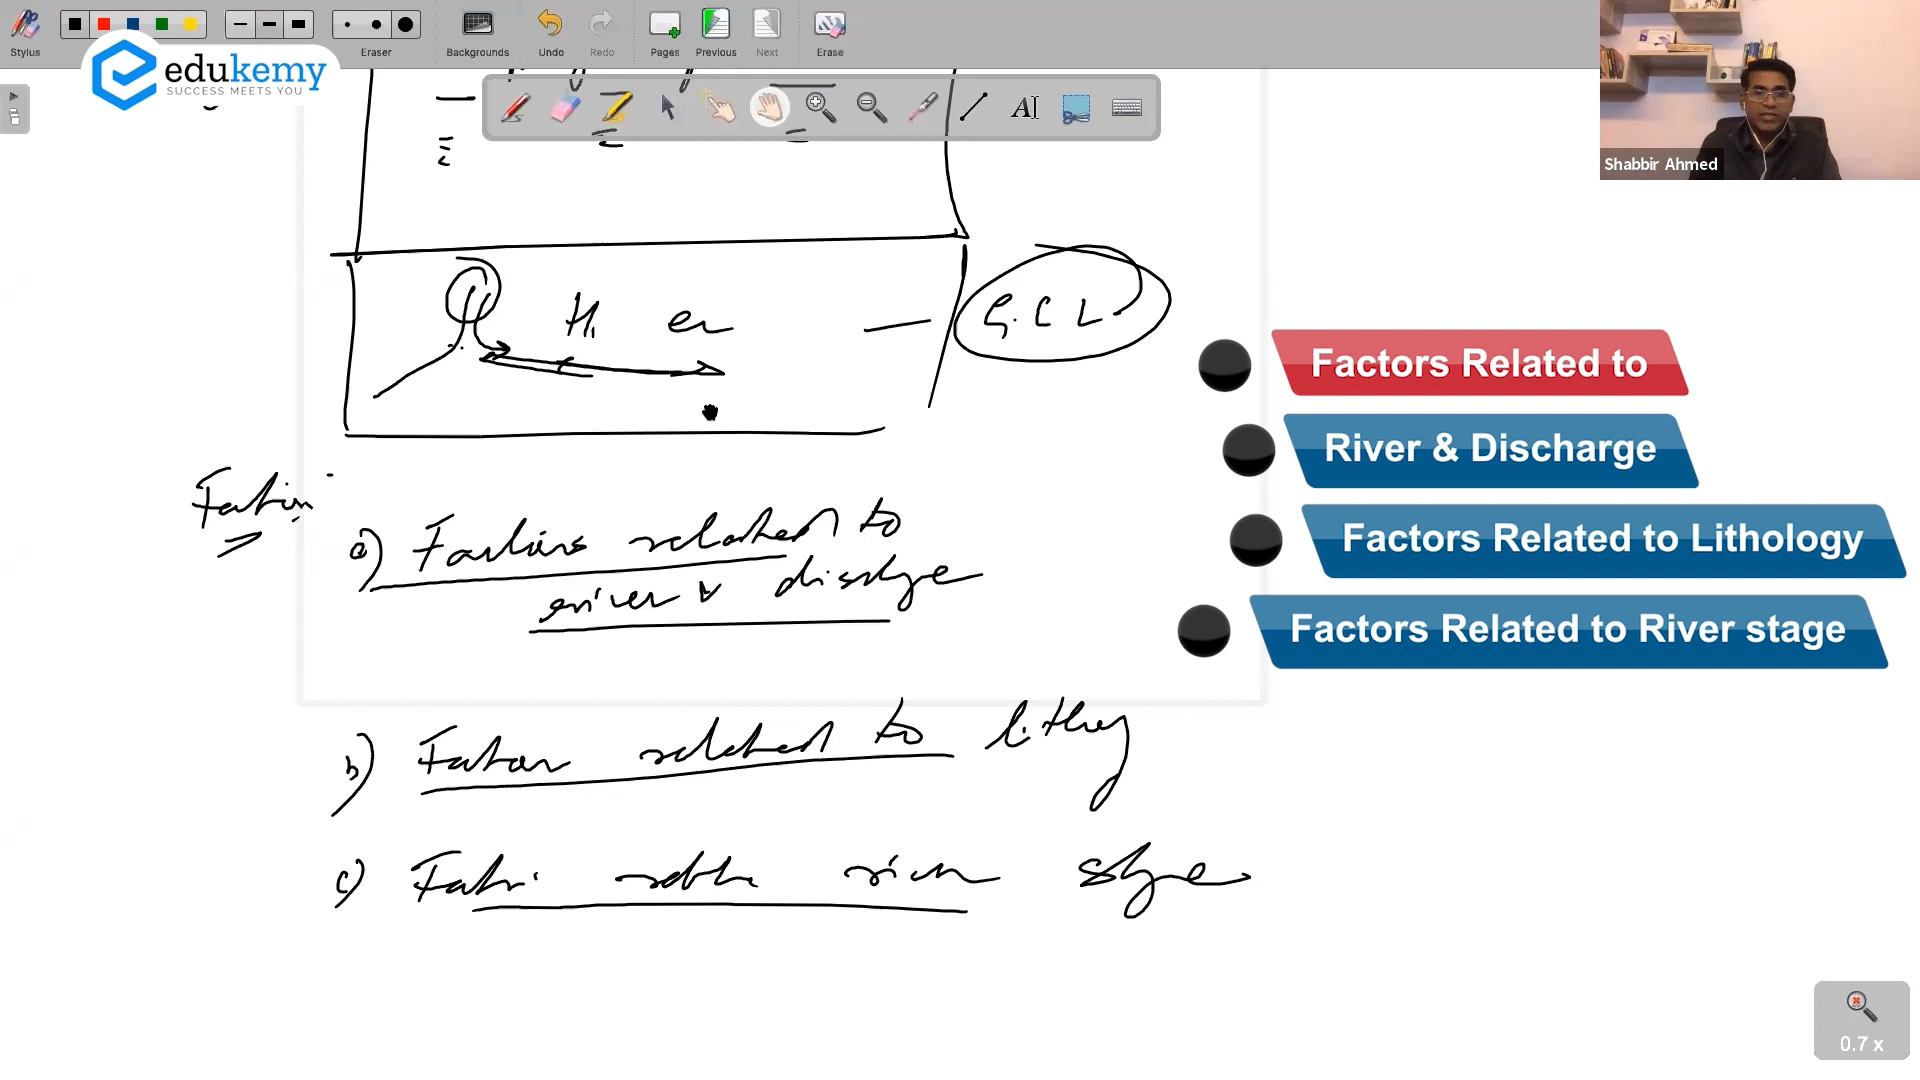 Stylus
Eraser
Backgrounds
Undo
Redo
Pages
Previous
Next
Erase
edukemy
SUCCESS MEETS YOU
AI
Shabbir Ahmed
H
G.C L
Factors Related to
River & Discharge
Factors Related to Lithology
Factors Related to River stage
a) Factors related to
river &
b) Factor related to
c)
0.7 x